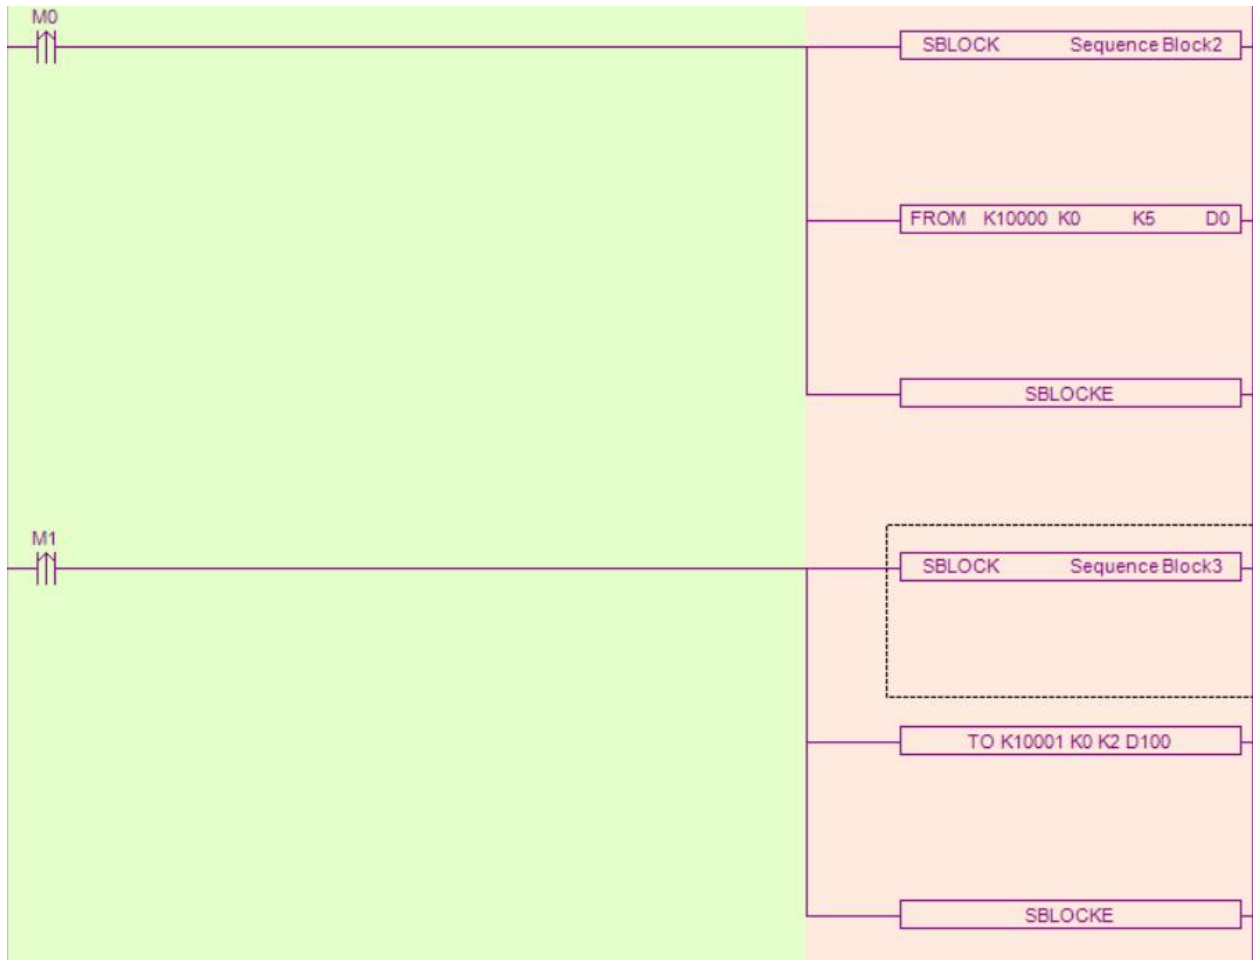 M0
SBLOCK Sequence Block2
FROM K10000 K0 K5 D0
SBLOCKE
M1
SBLOCK Sequence Block3
TO K10001 K0 K2 D100
SBLOCKE